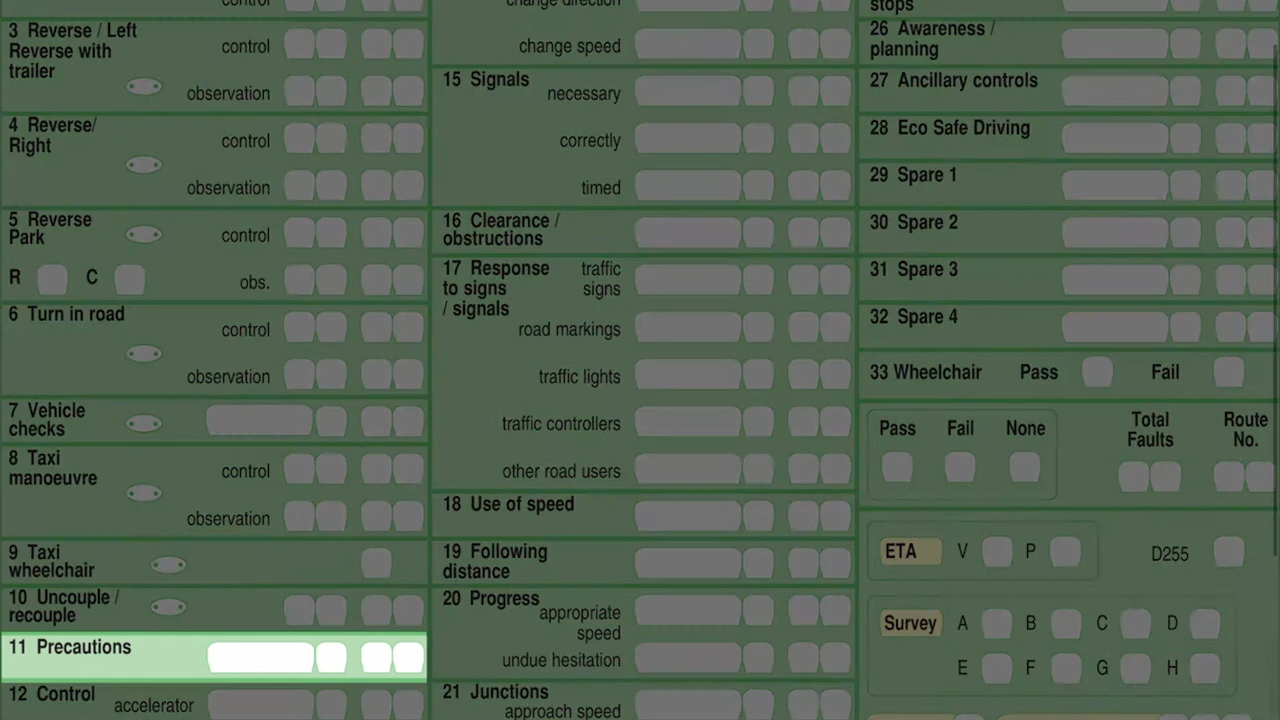 control
3 Reverse / Left
Reverse with
trailer
control
observation
4 Reverse/
Right
control
observation
5 Reverse
Park
control
R C obs.
6 Turn in road
control
observation
7 Vehicle
checks
8 Taxi
manoeuvre
control
observation
9 Taxi
wheelchair
10 Uncouple /
recouple
11 Precautions
12 Control
accelerator
change direction
change speed
15 Signals
necessary
correctly
timed
16 Clearance /
obstructions
17 Response
to signs
/ signals
traffic
signs
road markings
traffic lights
traffic controllers
other road users
18 Use of speed
19 Following
distance
20 Progress
appropriate
speed
undue hesitation
21 Junctions
approach speed
stops
26 Awareness /
planning
27 Ancillary controls
28 Eco Safe Driving
29 Spare 1
30 Spare 2
31 Spare 3
32 Spare 4
33 Wheelchair Pass Fail
Pass Fail None
Total
Faults
Route
No.
ETA V P D255
Survey A B C D
E F G H